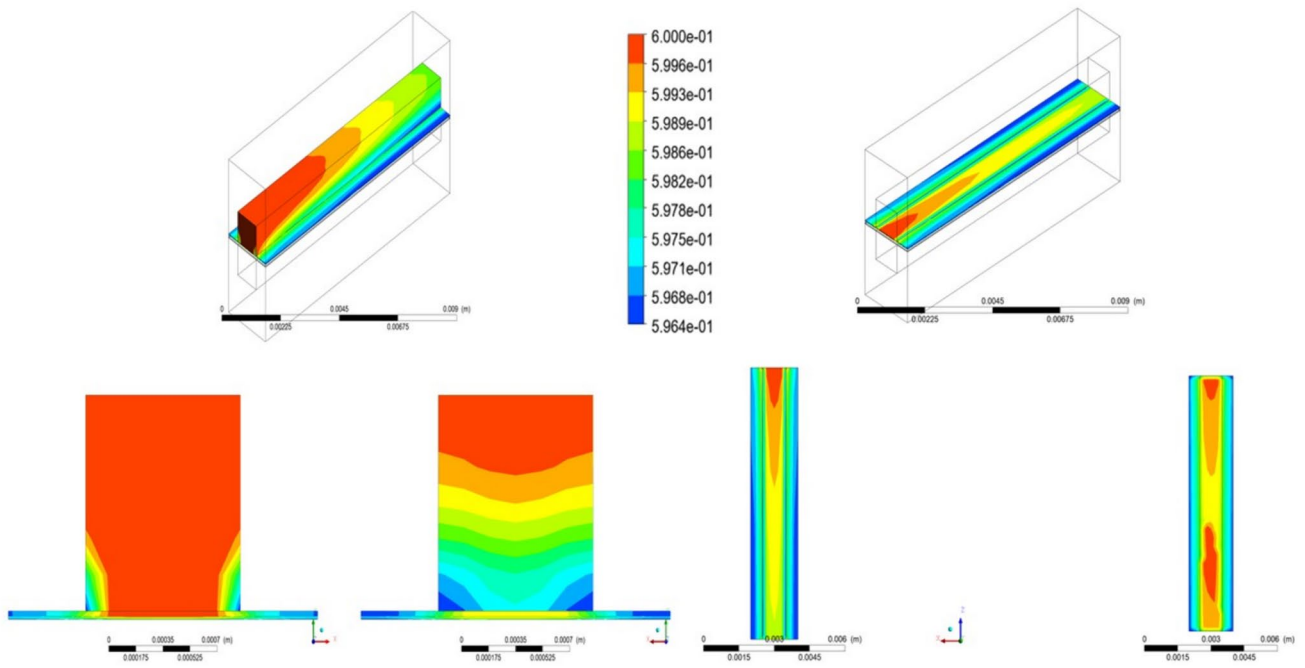 6.000e-01
5.996e-01
5.993e-01
5.989e-01
5.986e-01
5.982e-01
5.978e-01
5.975e-01
5.971e-01
5.968e-01
5.964e-01
0 0.0045 0.009 (m)
0.00225 0.00675
0 0.0045 0.009 (m)
0.00225 0.00675
0 0.00035 0.0007 (m)
0.000175 0.000525
X
0 0.00035 0.0007 (m)
0.000175 0.000525
X
0 0.003 0.006 (m)
0.0015 0.0045
Z
X
0 0.003 0.006 (m)
0.0015 0.0045